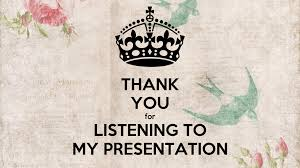 THANK
YOU
for
LISTENING TO
MY PRESENTATION